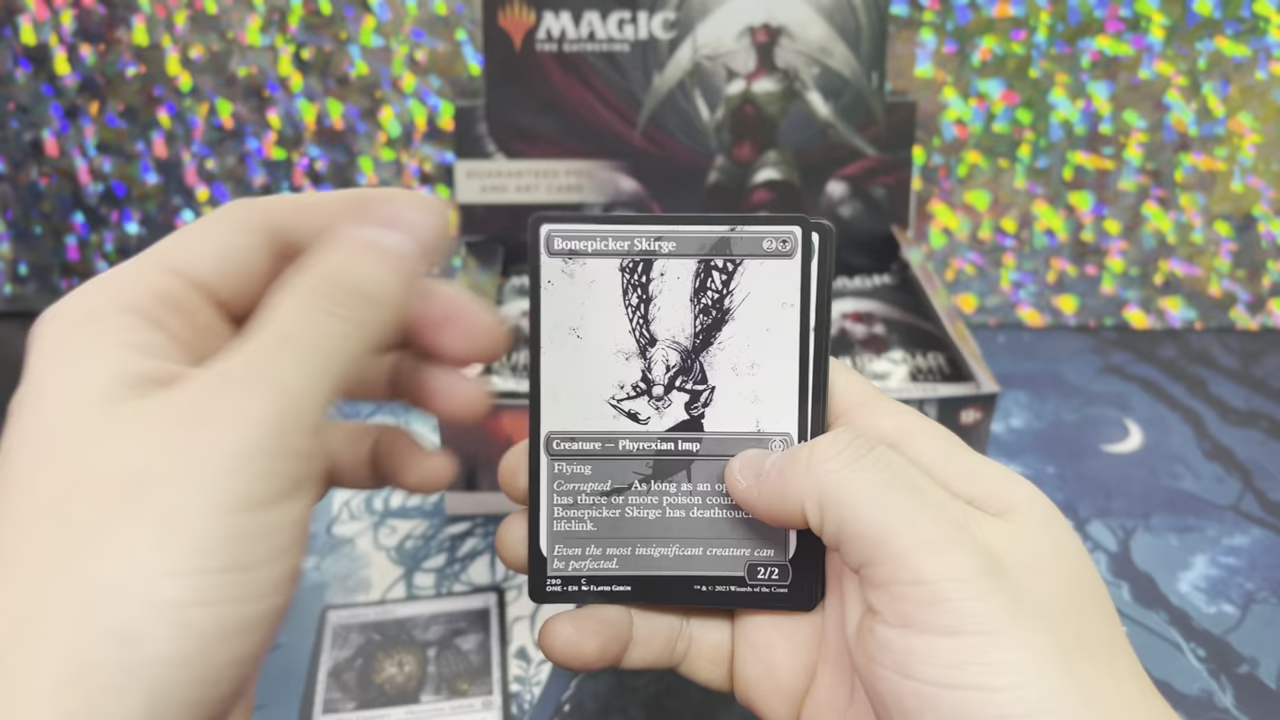 MAGIC
THE GATHERING
GUARANTEED
AND ART CARD
MAGIC
Bonepicker Skirge 2
Creature — Phyrexian Imp
Flying
Corrupted — As long as an op
has three or more poison coun
Bonepicker Skirge has deathtouc
lifelink.
Even the most insignificant creature can
be perfected.
2/2
290 C
ONE • EN Flavio Girón
™ & © 2023 Wizards of the Coast